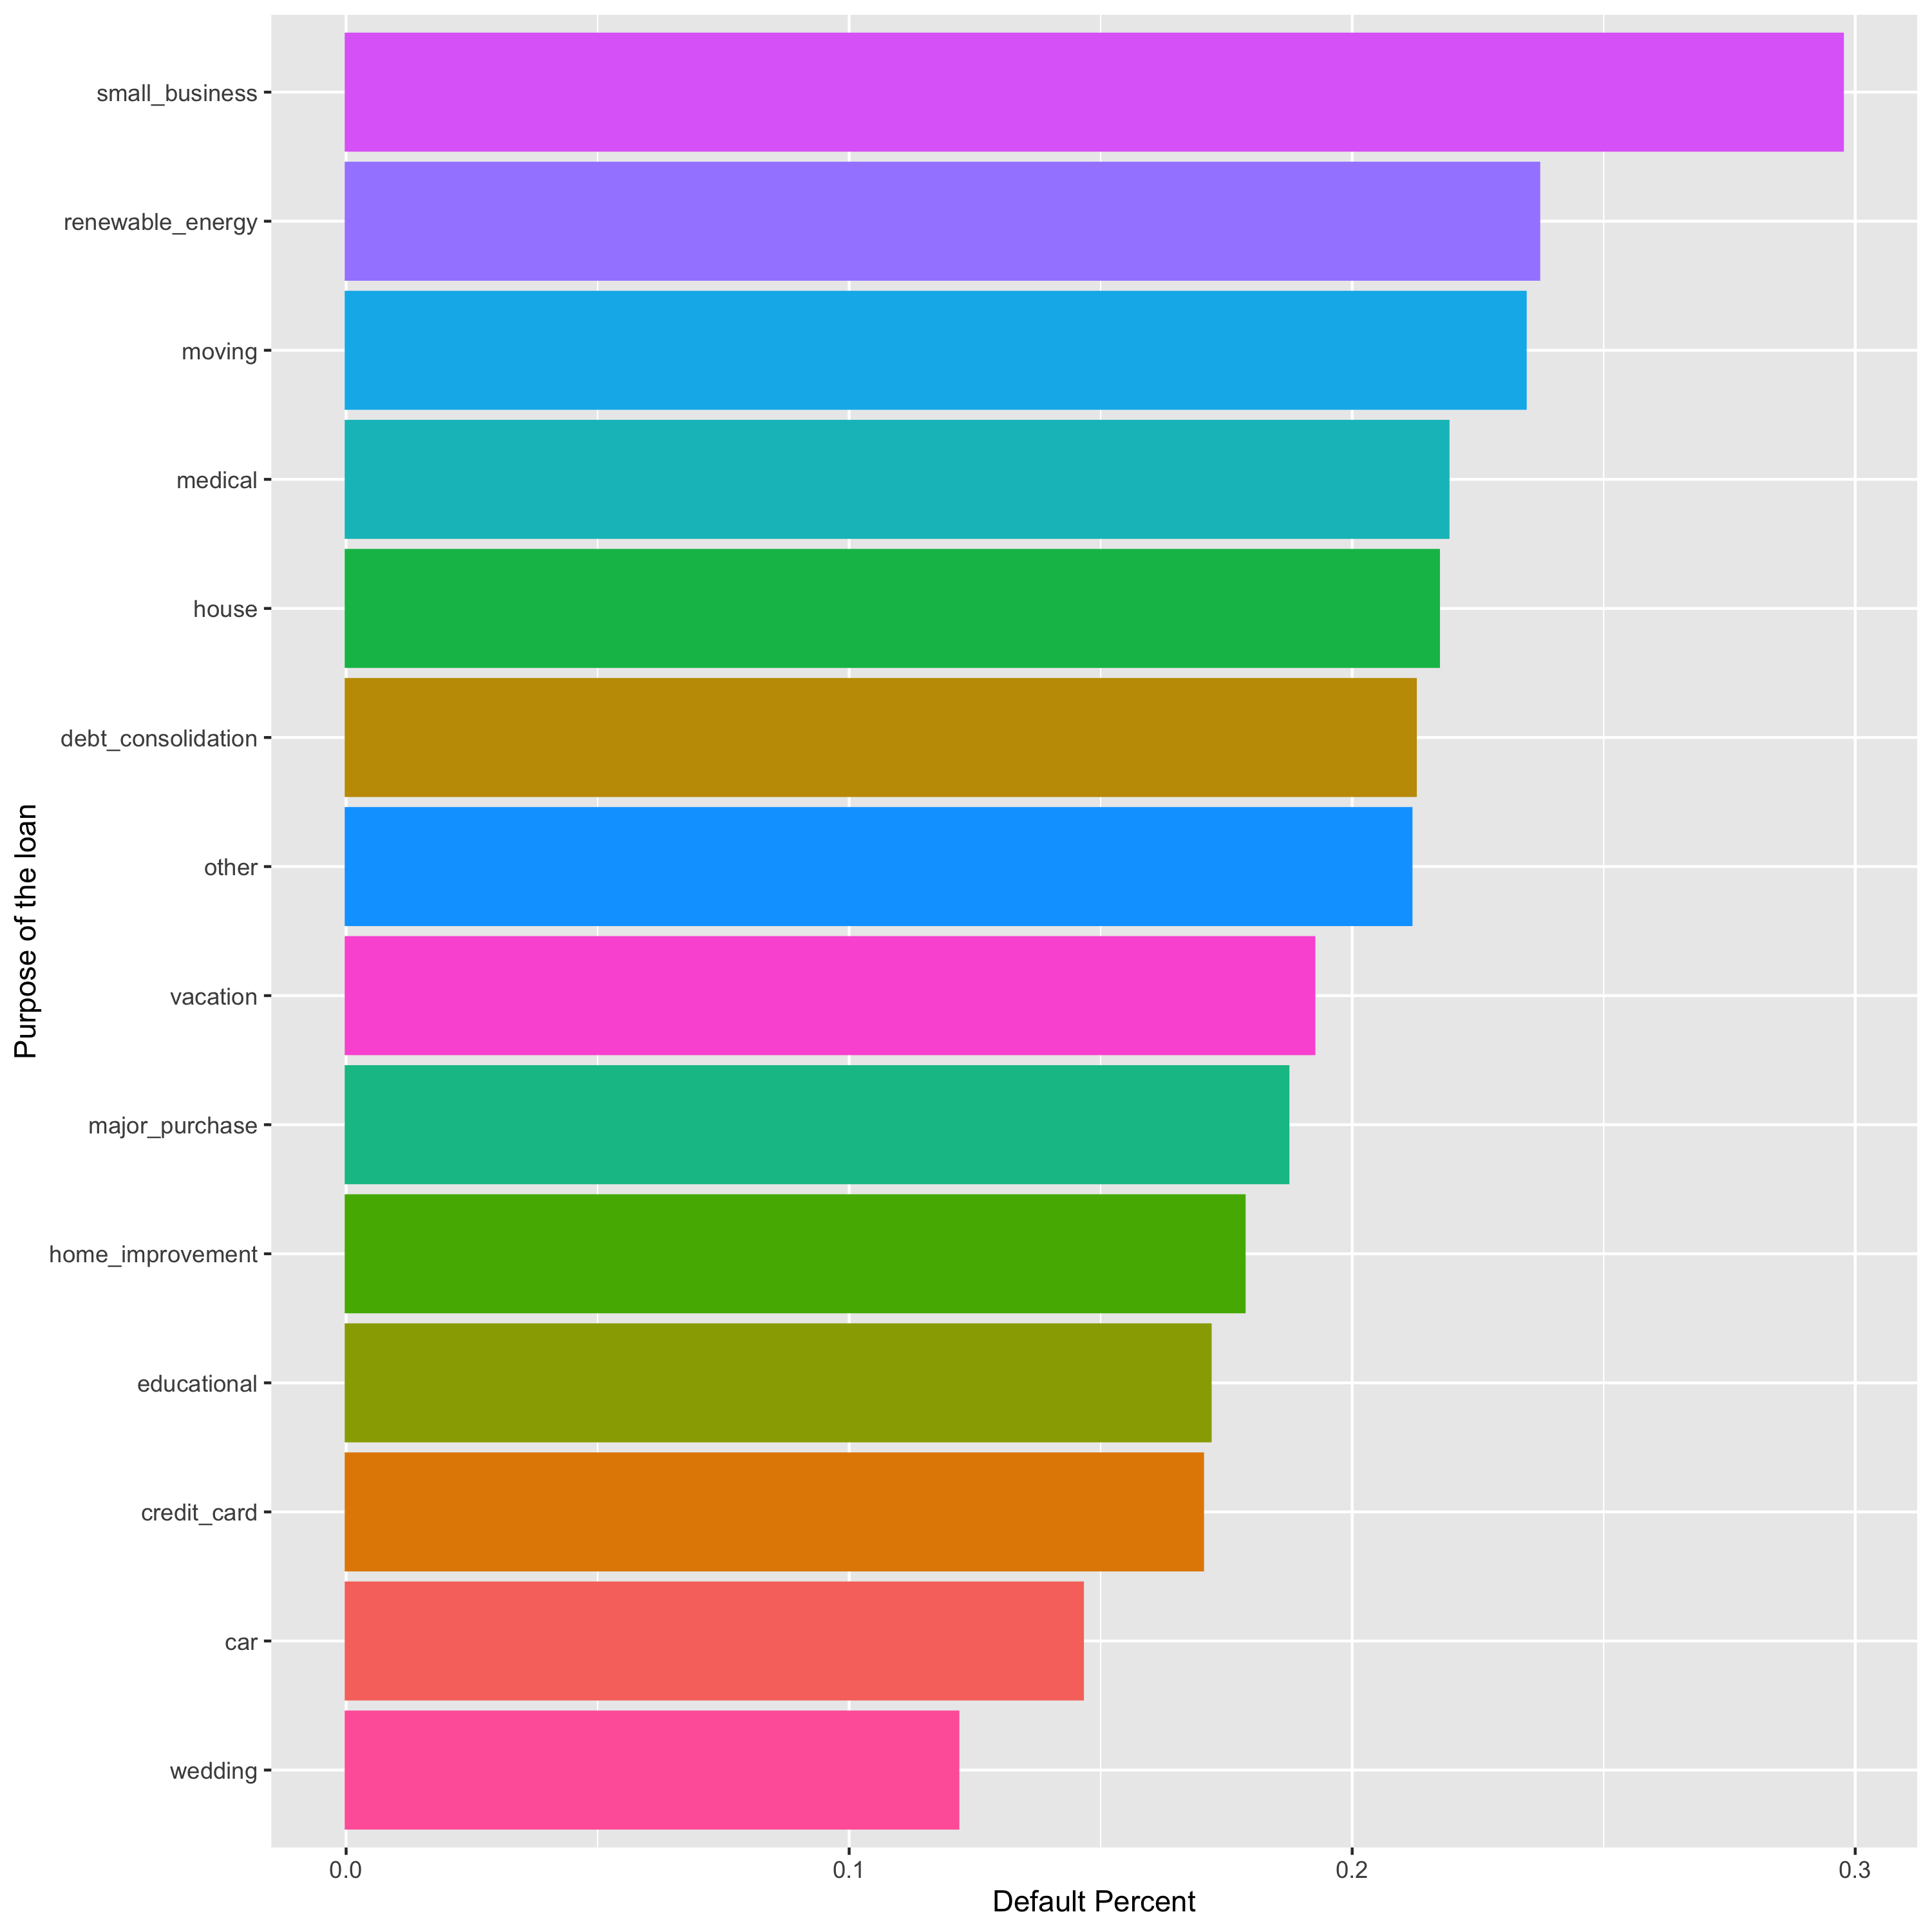 small_business
renewable_energy
moving
medical
house
debt_consolidation
other
vacation
major_purchase
home_improvement
educational
credit_card
car
wedding
Purpose of the loan
0.0 0.1 0.2 0.3
Default Percent